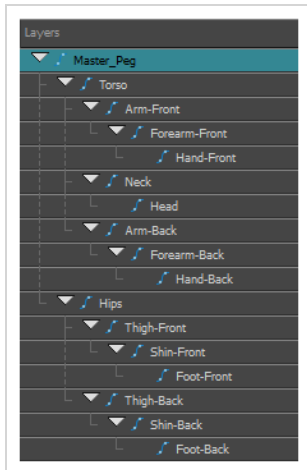 Layers
Master_Peg
Torso
Arm-Front
Forearm-Front
Hand-Front
Neck
Head
Arm-Back
Forearm-Back
Hand-Back
Hips
Thigh-Front
Shin-Front
Foot-Front
Thigh-Back
Shin-Back
Foot-Back